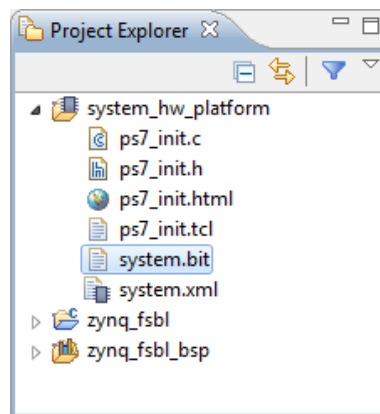 Project Explorer
system_hw_platform
ps7_init.c
ps7_init.h
ps7_init.html
ps7_init.tcl
system.bit
system.xml
zynq_fsbl
zynq_fsbl_bsp